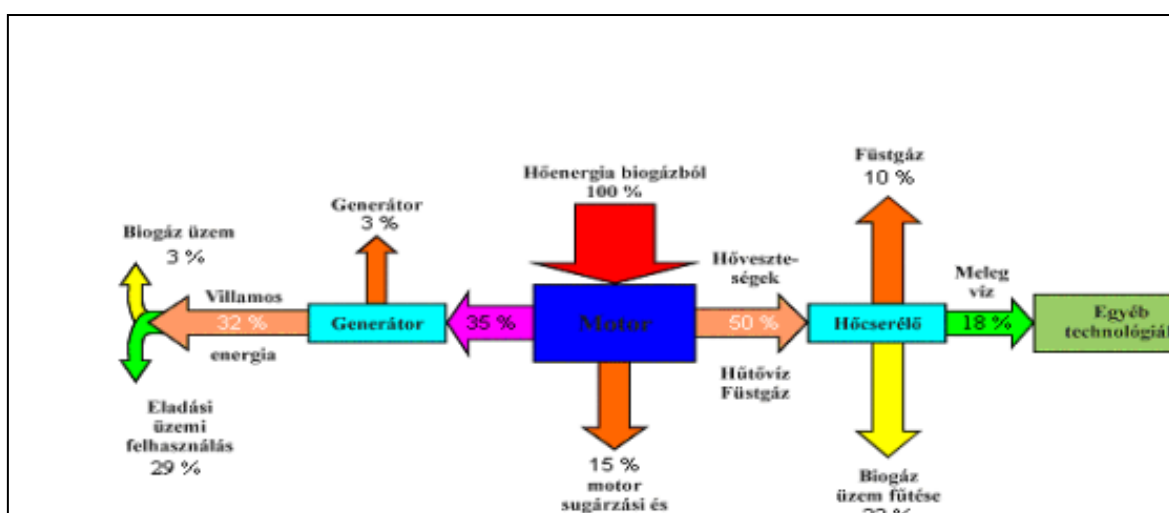 Hőenergia biogázból
100 %
Füstgáz
10 %
Generátor
3 %
Biogáz üzem
3 %
Hőveszte-
ségek
Meleg
víz
Villamos
32 %
energia
Generátor
35 %
Motor
50 %
Hőcserélő
18 %
Egyéb
Hűtővíz
Füstgáz
Eladási
üzemi
felhasználás
29 %
15 %
motor
sugárzási és
Biogáz
üzem fűtése